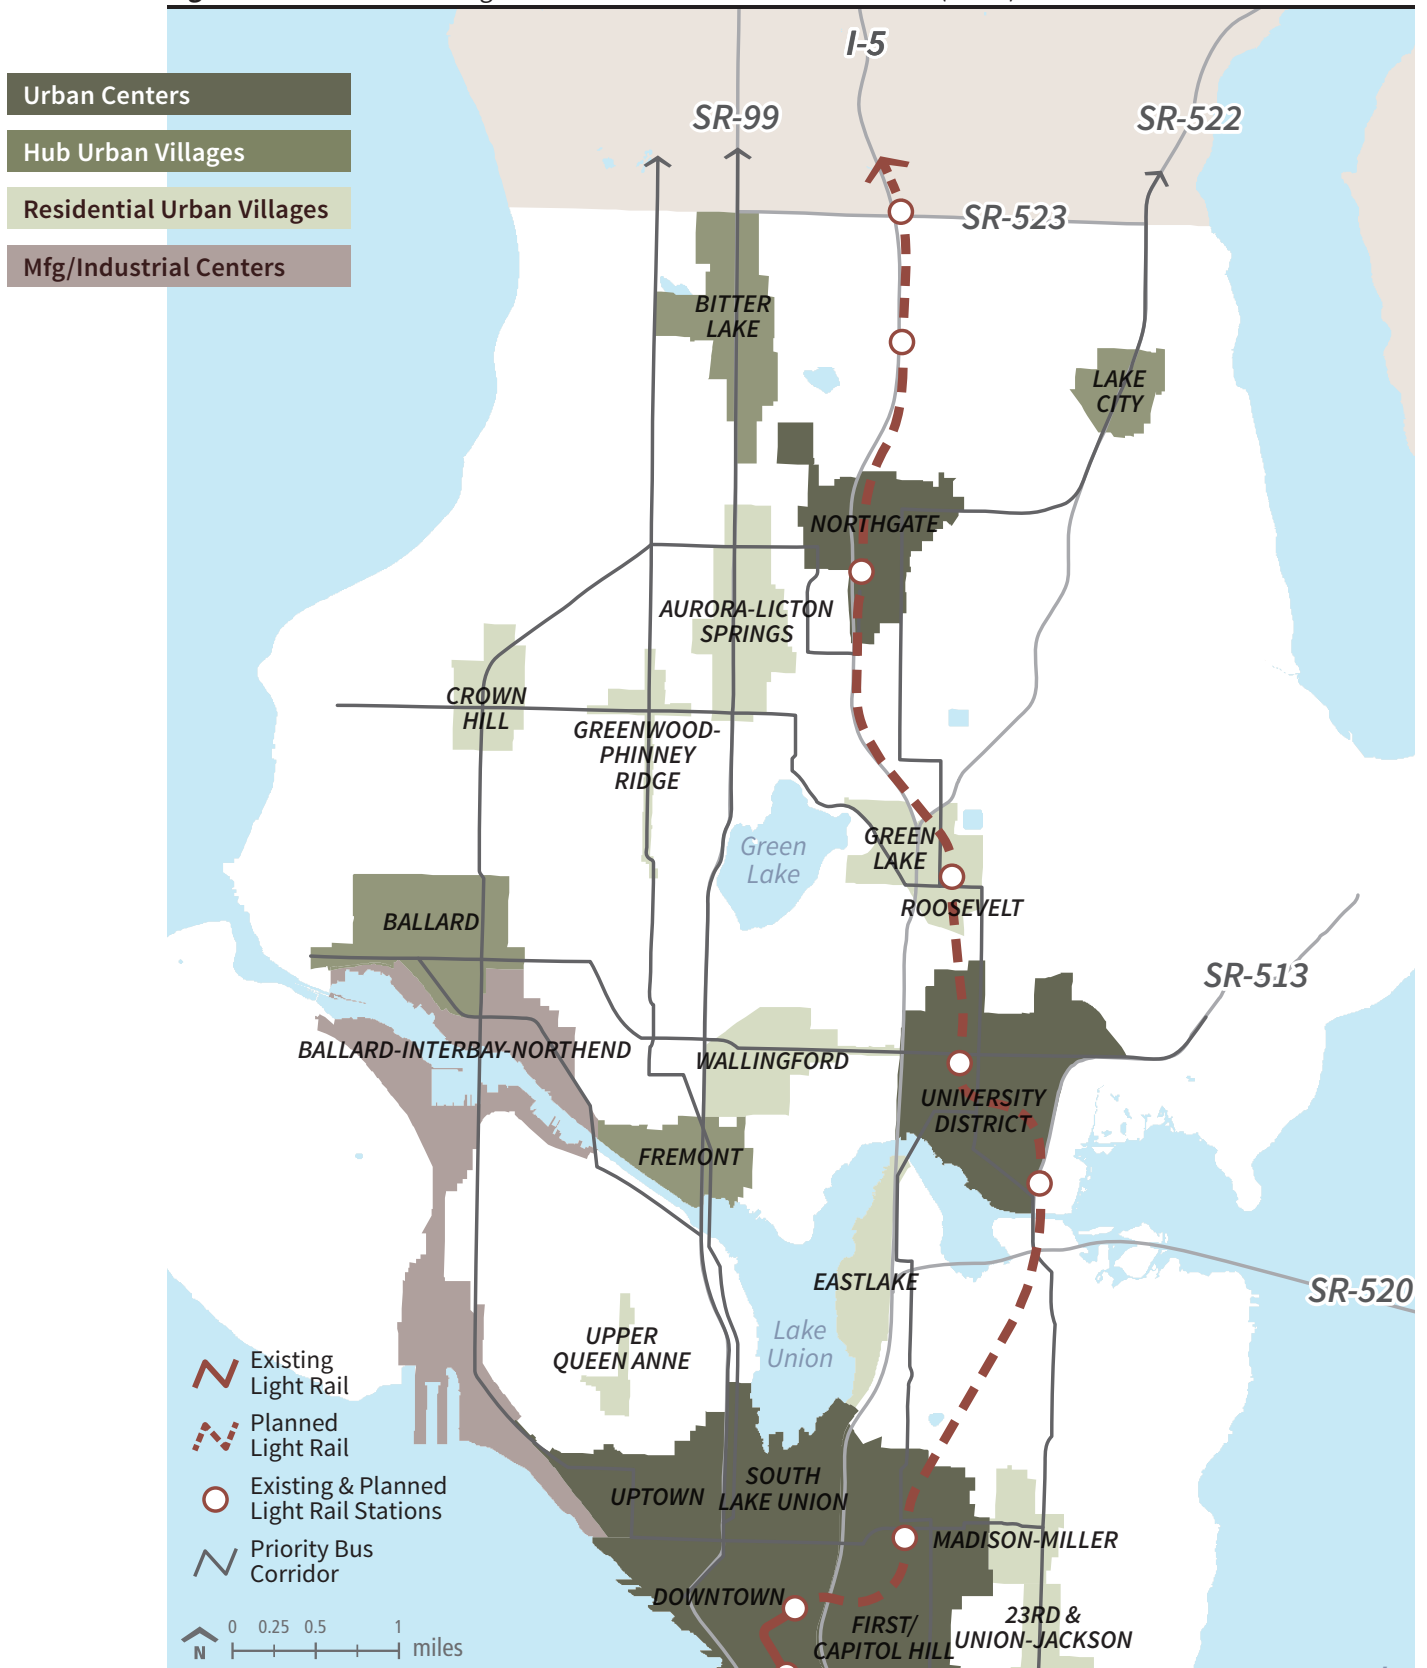 I-5
SR-99
SR-522
Urban Centers
Hub Urban Villages
Residential Urban Villages
SR-523
Mfg/Industrial Centers
BITTER
LAKE
LAKE
CITY
NORTHGATE
AURORA-LICTON
SPRINGS
CROWN
HILL
GREENWOOD-
PHINNEY
RIDGE
Green
Lake
GREEN
LAKE
ROOSEVELT
BALLARD
SR-513
BALLARD-INTERBAY-NORTHEND
WALLINGFORD
UNIVERSITY
DISTRICT
FREMONT
EASTLAKE
SR-520
Lake
Union
UPPER
QUEEN ANNE
Existing
Light Rail
Planned
Light Rail
Existing & Planned
Light Rail Stations
Priority Bus
Corridor
SOUTH
LAKE UNION
UPTOWN
MADISON-MILLER
DOWNTOWN
FIRST/
CAPITOL HILL
23RD &
UNION-JACKSON
0 0.25 0.5 1
miles
N